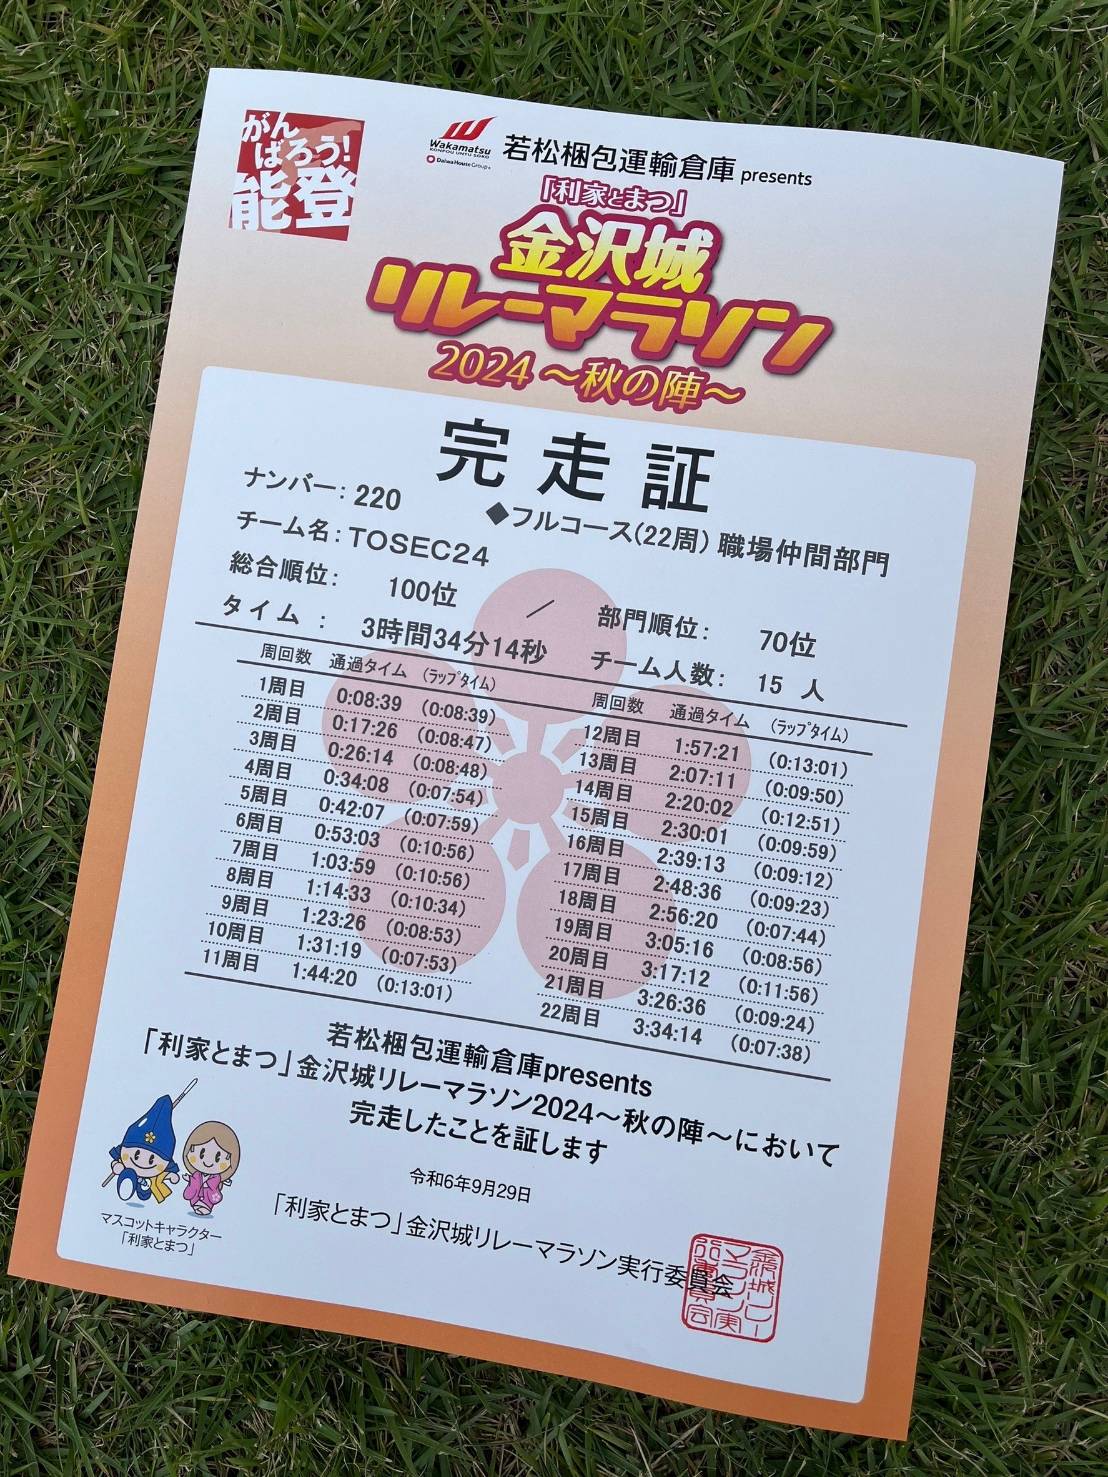 がん
ばろう!
能登
Wakamatsu
KONPOU UNYU SOKO
DaiwaHouse Group
若松梱包運輸倉庫 presents
「利家とまつ」
金沢城
リレーマラソン
2024 ～秋の陣～
完走証
ナンバー: 220
◆フルコース(22周) 職場仲間部門
チーム名: TOSEC24
総合順位: 100位 / 部門順位: 70位
タイム : 3時間34分14秒 チーム人数: 15 人
周回数 通過タイム (ラップタイム)
1周目 0:08:39 (0:08:39)
2周目 0:17:26 (0:08:47)
3周目 0:26:14 (0:08:48)
4周目 0:34:08 (0:07:54)
5周目 0:42:07 (0:07:59)
6周目 0:53:03 (0:10:56)
7周目 1:03:59 (0:10:56)
8周目 1:14:33 (0:10:34)
9周目 1:23:26 (0:08:53)
10周目 1:31:19 (0:07:53)
11周目 1:44:20 (0:13:01)
周回数 通過タイム (ラップタイム)
12周目 1:57:21 (0:13:01)
13周目 2:07:11 (0:09:50)
14周目 2:20:02 (0:12:51)
15周目 2:30:01 (0:09:59)
16周目 2:39:13 (0:09:12)
17周目 2:48:36 (0:09:23)
18周目 2:56:20 (0:07:44)
19周目 3:05:16 (0:08:56)
20周目 3:17:12 (0:11:56)
21周目 3:26:36 (0:09:24)
22周目 3:34:14 (0:07:38)
若松梱包運輸倉庫presents
「利家とまつ」金沢城リレーマラソン2024～秋の陣～において
完走したことを証します
令和6年9月29日
「利家とまつ」金沢城リレーマラソン実行委員会
マスコットキャラクター
「利家とまつ」
金沢城リレー
マラソン実
行委員会